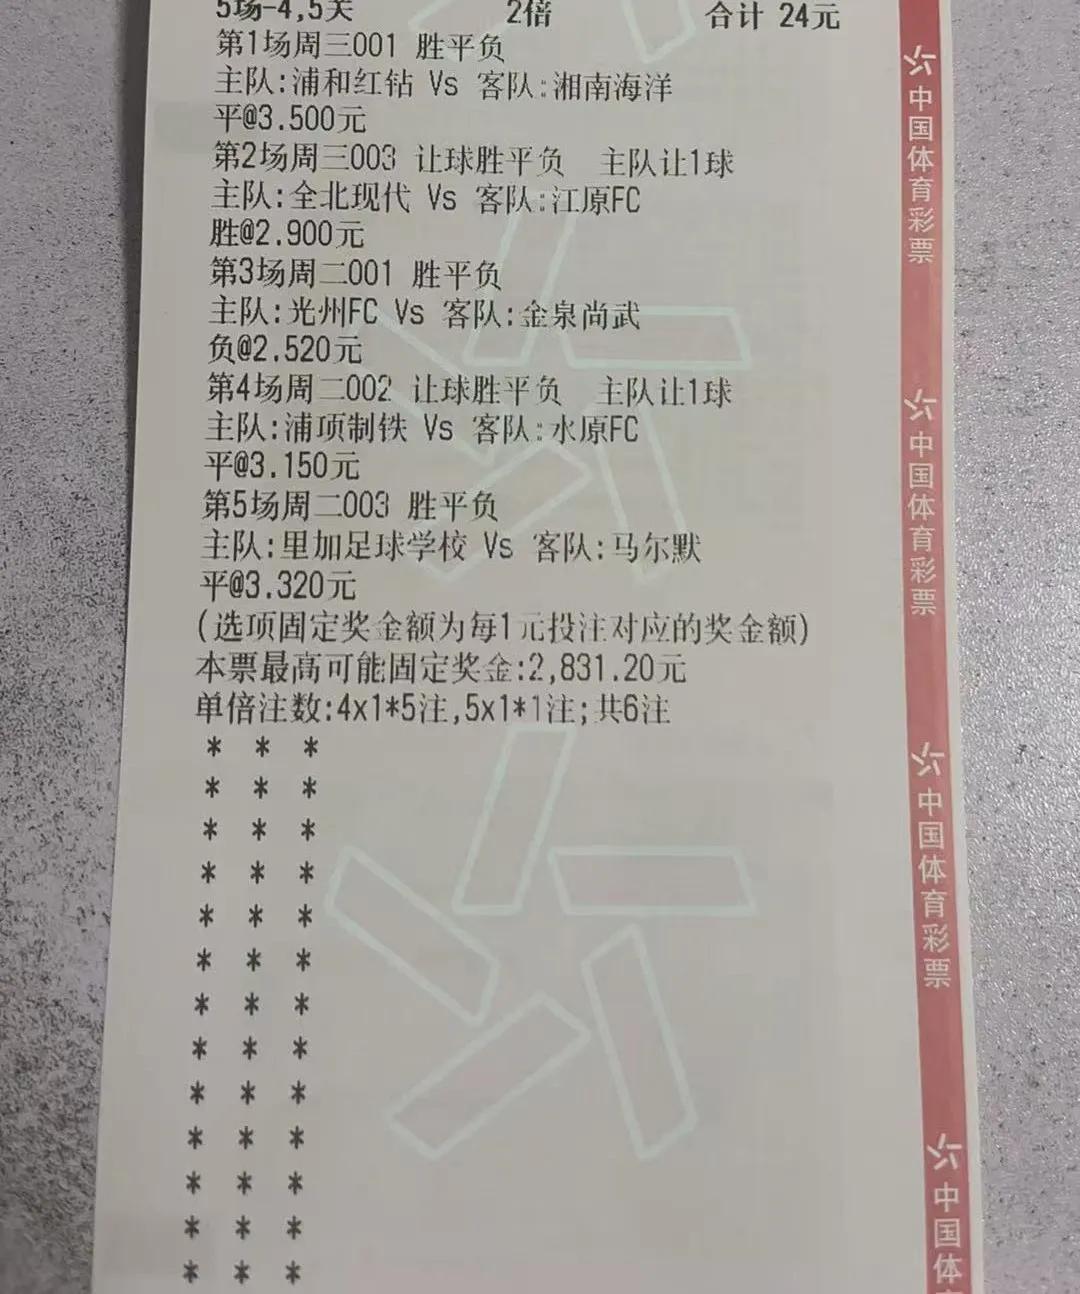 5场-4,5关 2倍 合计 24元
第1场周三001 胜平负
主队:浦和红钻 Vs 客队:湘南海洋
平@3.500元
第2场周三003 让球胜平负 主队让1球
主队:全北现代 Vs 客队:江原FC
胜@2.900元
第3场周二001 胜平负
主队:光州FC Vs 客队:金泉尚武
负@2.520元
第4场周二002 让球胜平负 主队让1球
主队:浦项制铁 Vs 客队:水原FC
平@3.150元
第5场周二003 胜平负
主队:里加足球学校 Vs 客队:马尔默
平@3.320元
(选项固定奖金额为每1元投注对应的奖金额)
本票最高可能固定奖金:2,831.20元
单倍注数:4x1*5注,5x1*1注;共6注
* * *
* * *
* * *
* * *
* * *
* * *
* * *
* * *
* * *
* * *
* * *
* * *
* * *
中国体育彩票
中国体育彩票
中国体育彩票
中国体育